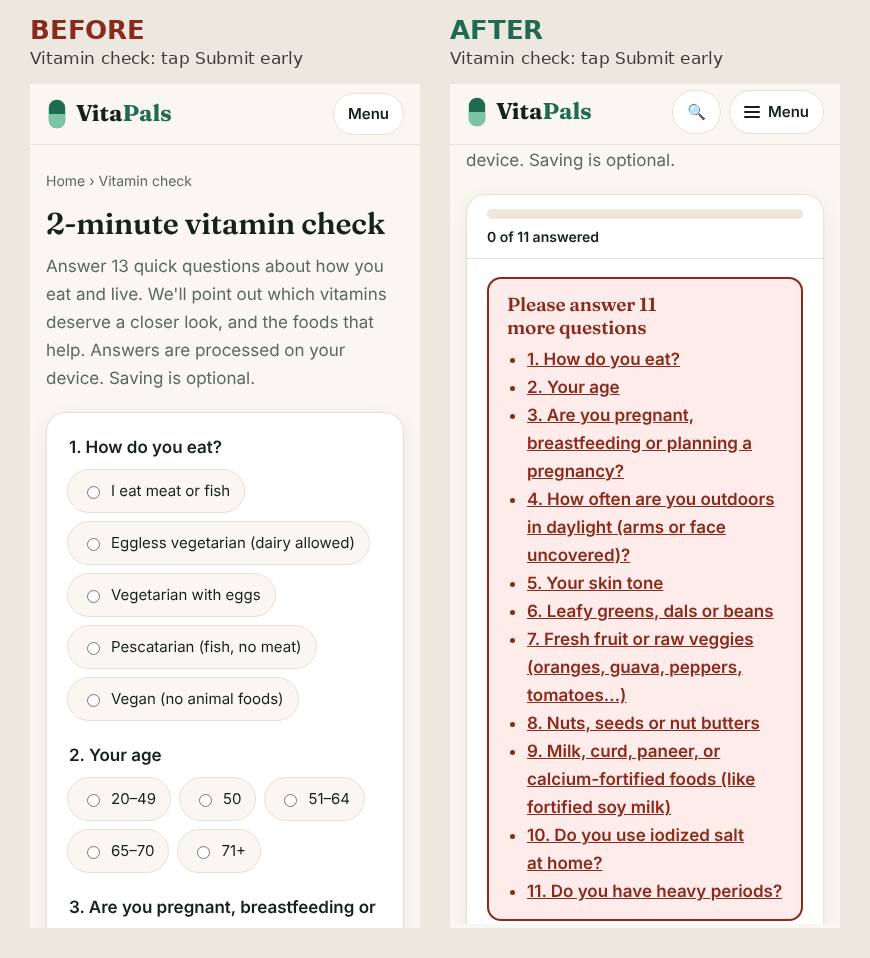 BEFORE
Vitamin check: tap Submit early
VitaPals
Menu
Home › Vitamin check
2-minute vitamin check
Answer 13 quick questions about how you
eat and live. We'll point out which vitamins
deserve a closer look, and the foods that
help. Answers are processed on your
device. Saving is optional.
1. How do you eat?
I eat meat or fish
Eggless vegetarian (dairy allowed)
Vegetarian with eggs
Pescatarian (fish, no meat)
Vegan (no animal foods)
2. Your age
20–49
50
51–64
65–70
71+
3. Are you pregnant, breastfeeding or
AFTER
Vitamin check: tap Submit early
VitaPals
Menu
device. Saving is optional.
0 of 11 answered
Please answer 11
more questions
1. How do you eat?
2. Your age
3. Are you pregnant,
breastfeeding or planning a
pregnancy?
4. How often are you outdoors
in daylight (arms or face
uncovered)?
5. Your skin tone
6. Leafy greens, dals or beans
7. Fresh fruit or raw veggies
(oranges, guava, peppers,
tomatoes…)
8. Nuts, seeds or nut butters
9. Milk, curd, paneer, or
calcium-fortified foods (like
fortified soy milk)
10. Do you use iodized salt
at home?
11. Do you have heavy periods?